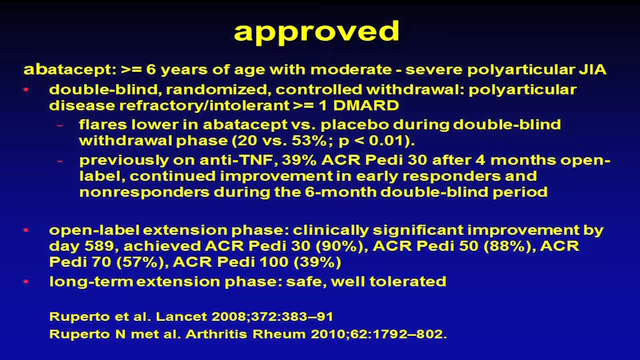 approved
abatacept: >= 6 years of age with moderate - severe polyarticular JIA
• double-blind, randomized, controlled withdrawal: polyarticular
disease refractory/intolerant >= 1 DMARD
- flares lower in abatacept vs. placebo during double-blind
withdrawal phase (20 vs. 53%; p < 0.01).
- previously on anti-TNF, 39% ACR Pedi 30 after 4 months open-
label, continued improvement in early responders and
nonresponders during the 6-month double-blind period
• open-label extension phase: clinically significant improvement by
day 589, achieved ACR Pedi 30 (90%), ACR Pedi 50 (88%), ACR
Pedi 70 (57%), ACR Pedi 100 (39%)
• long-term extension phase: safe, well tolerated
Ruperto et al. Lancet 2008;372:383–91
Ruperto N met al. Arthritis Rheum 2010;62:1792–802.